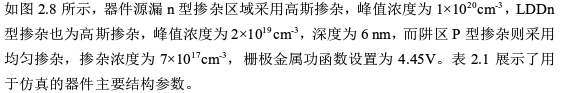 如图 2.8 所示，器件源漏 n 型掺杂区域采用高斯掺杂，峰值浓度为 1×10²⁰cm⁻³，LDDn
型掺杂也为高斯掺杂，峰值浓度为 2×10¹⁹cm⁻³，深度为 6 nm，而阱区 P 型掺杂则采用
均匀掺杂，掺杂浓度为 7×10¹⁷cm⁻³，栅极金属功函数设置为 4.45V。表 2.1 展示了用
于仿真的器件主要结构参数。